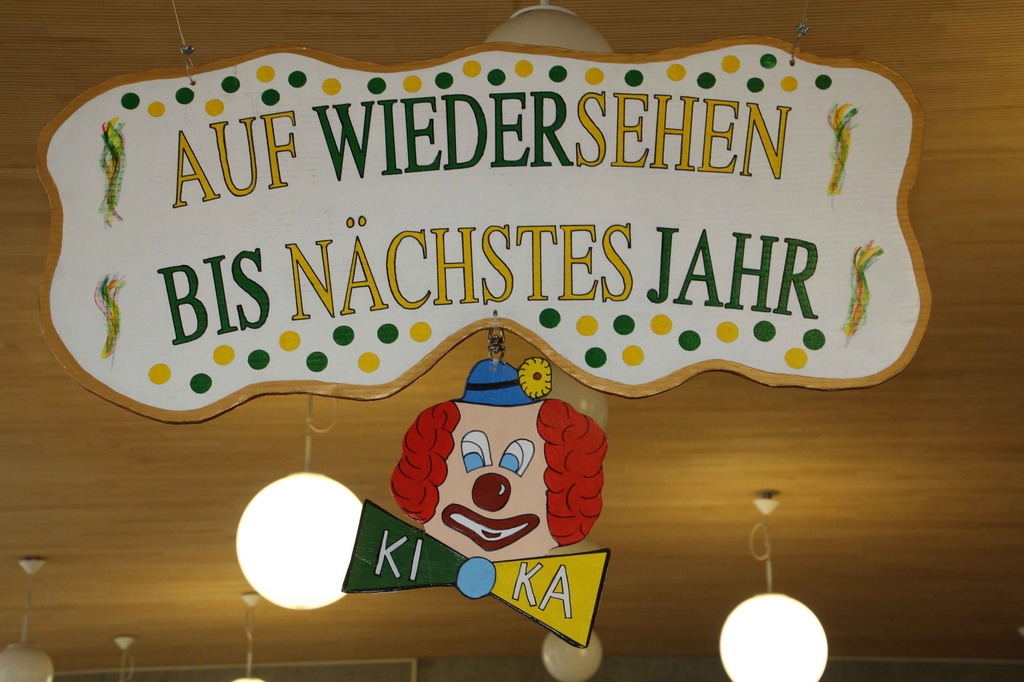 AUF WIEDERSEHEN
BIS NÄCHSTES JAHR
KI KA